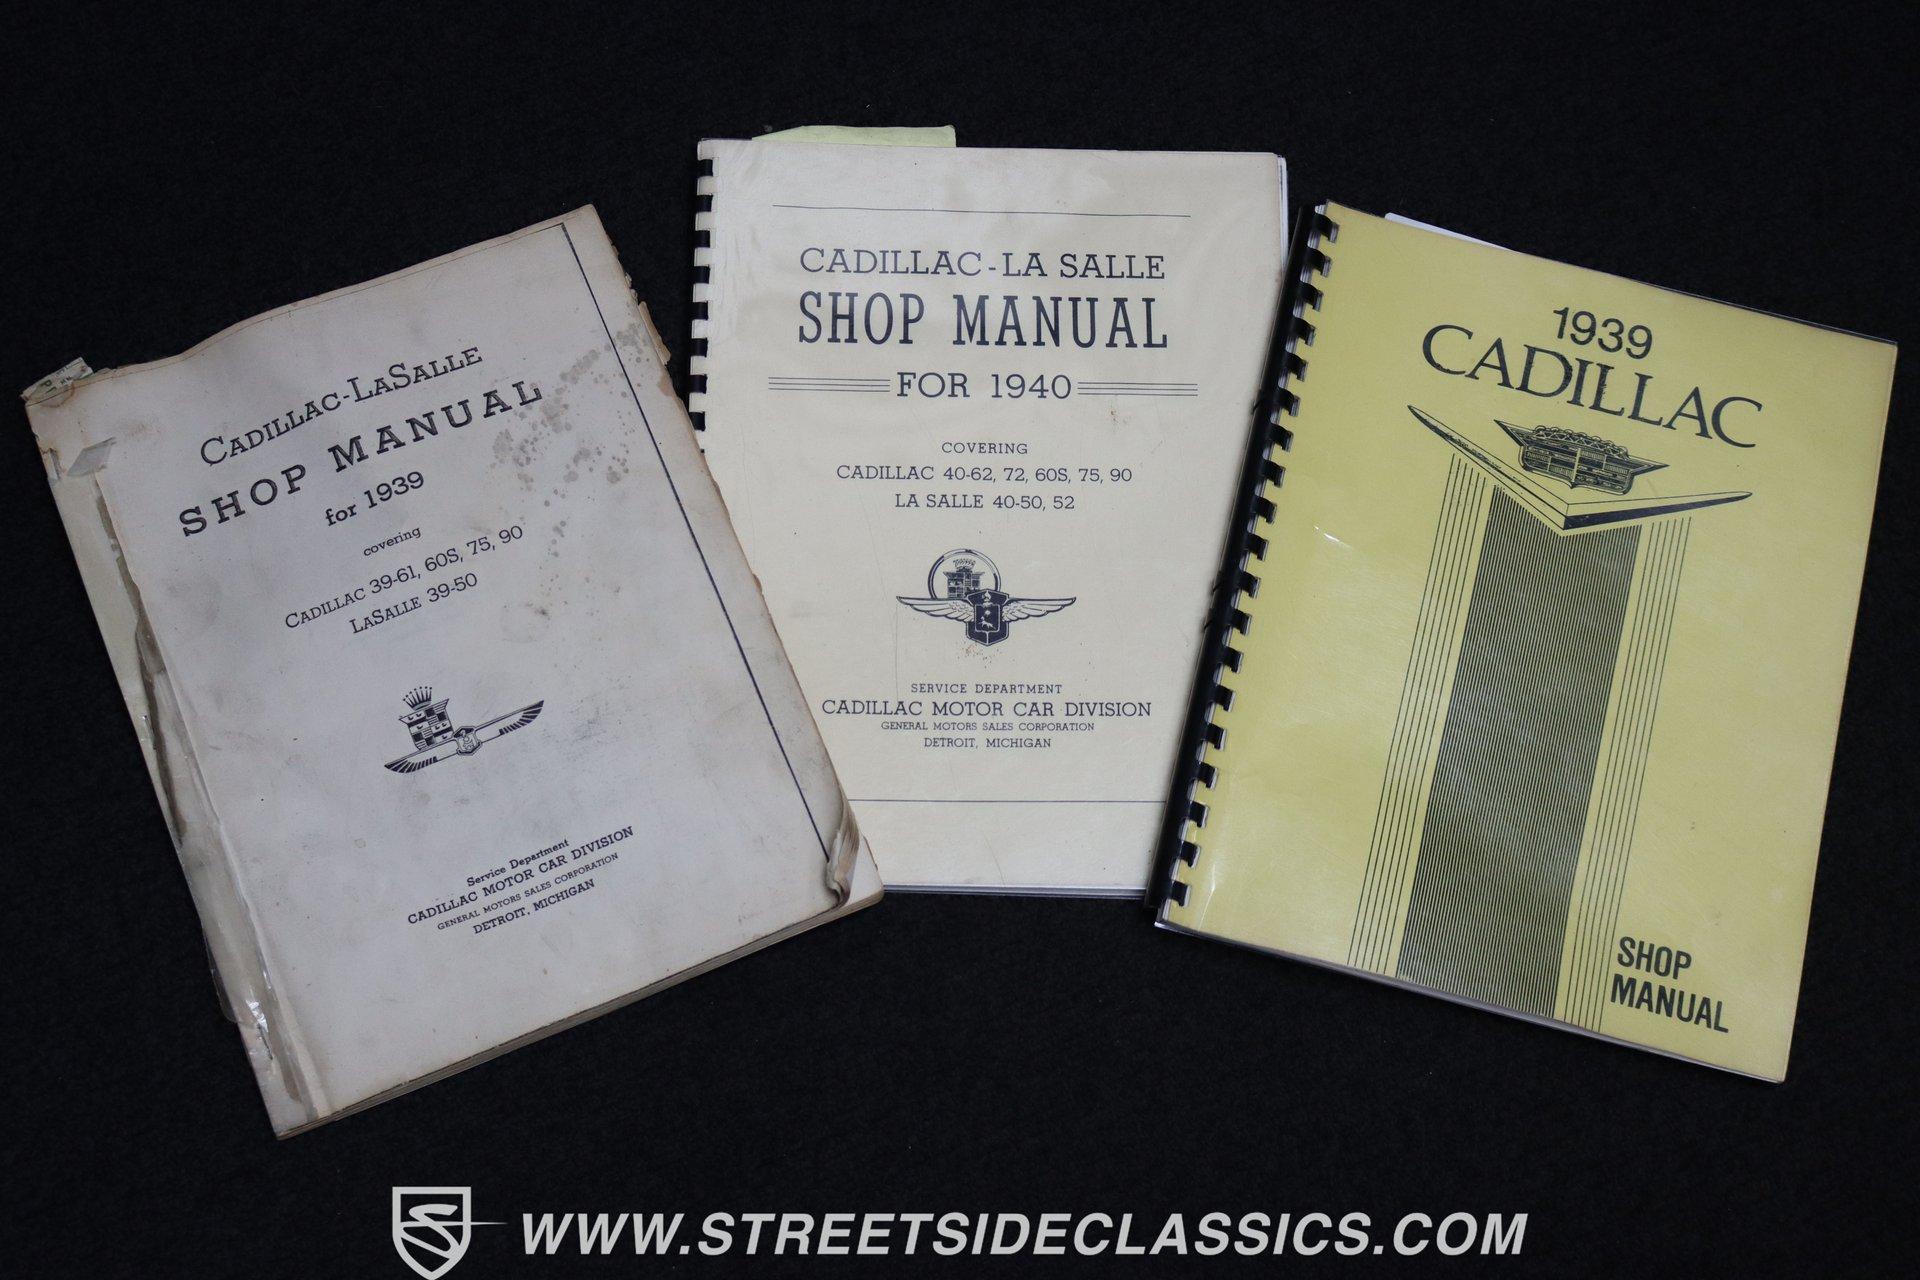 CADILLAC-LASALLE
SHOP MANUAL
for 1939
covering
CADILLAC 39-61, 60S, 75, 90
LASALLE 39-50
Service Department
CADILLAC MOTOR CAR DIVISION
GENERAL MOTORS SALES CORPORATION
DETROIT, MICHIGAN
CADILLAC-LA SALLE
SHOP MANUAL
FOR 1940
COVERING
CADILLAC 40-62, 72, 60S, 75, 90
LA SALLE 40-50, 52
SERVICE DEPARTMENT
CADILLAC MOTOR CAR DIVISION
GENERAL MOTORS SALES CORPORATION
DETROIT, MICHIGAN
1939
CADILLAC
SHOP
MANUAL
WWW.STREETSIDECLASSICS.COM